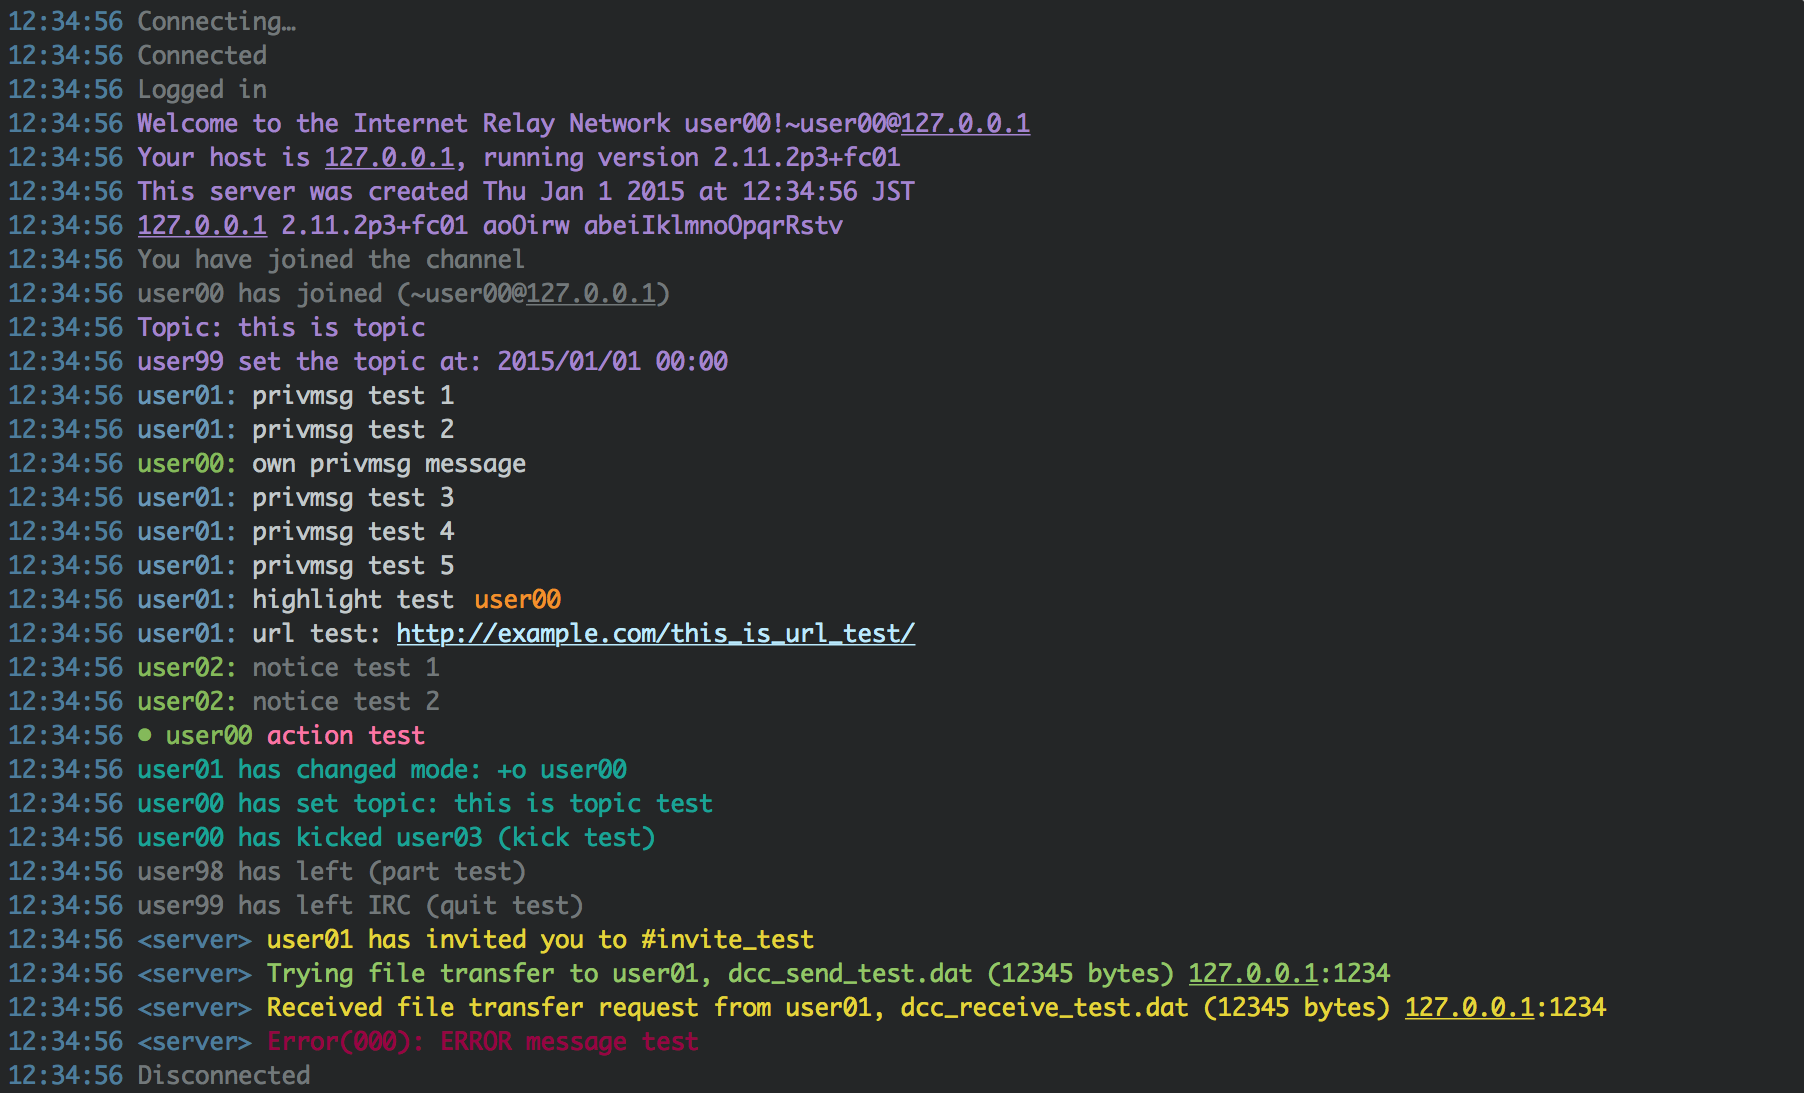 12:34:56 Connecting…
12:34:56 Connected
12:34:56 Logged in
12:34:56 Welcome to the Internet Relay Network user00!~user00@127.0.0.1
12:34:56 Your host is 127.0.0.1, running version 2.11.2p3+fc01
12:34:56 This server was created Thu Jan 1 2015 at 12:34:56 JST
12:34:56 127.0.0.1 2.11.2p3+fc01 aoOirw abeiIklmnoOpqrRstv
12:34:56 You have joined the channel
12:34:56 user00 has joined (~user00@127.0.0.1)
12:34:56 Topic: this is topic
12:34:56 user99 set the topic at: 2015/01/01 00:00
12:34:56 user01: privmsg test 1
12:34:56 user01: privmsg test 2
12:34:56 user00: own privmsg message
12:34:56 user01: privmsg test 3
12:34:56 user01: privmsg test 4
12:34:56 user01: privmsg test 5
12:34:56 user01: highlight test user00
12:34:56 user01: url test: http://example.com/this_is_url_test/
12:34:56 user02: notice test 1
12:34:56 user02: notice test 2
12:34:56 • user00 action test
12:34:56 user01 has changed mode: +o user00
12:34:56 user00 has set topic: this is topic test
12:34:56 user00 has kicked user03 (kick test)
12:34:56 user98 has left (part test)
12:34:56 user99 has left IRC (quit test)
12:34:56 <server> user01 has invited you to #invite_test
12:34:56 <server> Trying file transfer to user01, dcc_send_test.dat (12345 bytes) 127.0.0.1:1234
12:34:56 <server> Received file transfer request from user01, dcc_receive_test.dat (12345 bytes) 127.0.0.1:1234
12:34:56 <server> Error(000): ERROR message test
12:34:56 Disconnected